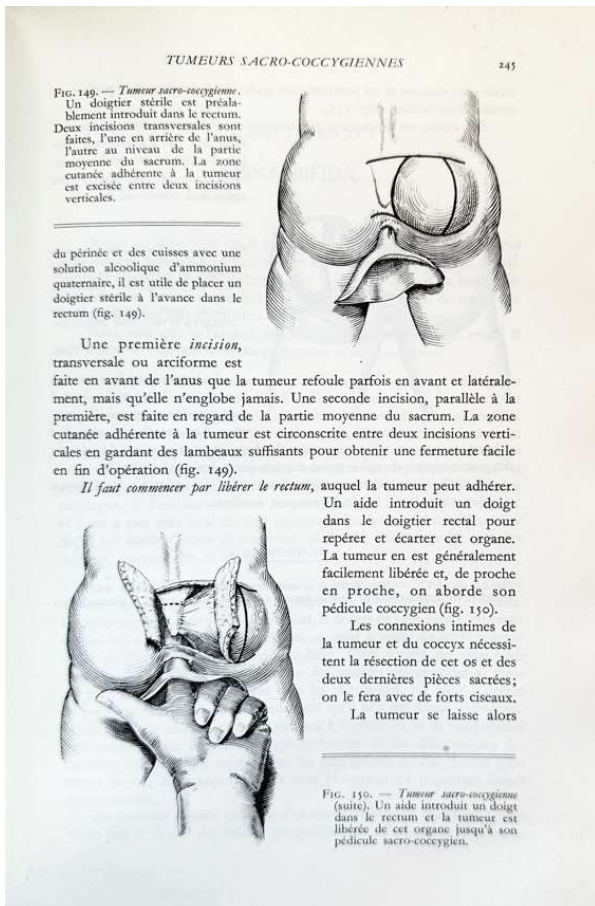 TUMEURS SACRO-COCCYGIENNES
245
FIG. 149. — Tumeur sacro-coccygienne.
Un doigtier stérile est préala-
blement introduit dans le rectum.
Deux incisions transversales sont
faites, l'une en arrière de l'anus,
l'autre au niveau de la partie
moyenne du sacrum. La zone
cutanée adhérente à la tumeur
est excisée entre deux incisions
verticales.
du périnée et des cuisses avec une
solution alcoolique d'ammonium
quaternaire, il est utile de placer un
doigtier stérile à l'avance dans le
rectum (fig. 149).
Une première incision,
transversale ou arciforme est
faite en avant de l'anus que la tumeur refoule parfois en avant et latérale-
ment, mais qu'elle n'englobe jamais. Une seconde incision, parallèle à la
première, est faite en regard de la partie moyenne du sacrum. La zone
cutanée adhérente à la tumeur est circonscrite entre deux incisions verti-
cales en gardant des lambeaux suffisants pour obtenir une fermeture facile
en fin d'opération (fig. 149).
Il faut commencer par libérer le rectum, auquel la tumeur peut adhérer.
Un aide introduit un doigt
dans le doigtier rectal pour
repérer et écarter cet organe.
La tumeur en est généralement
facilement libérée et, de proche
en proche, on aborde son
pédicule coccygien (fig. 150).
Les connexions intimes de
la tumeur et du coccyx nécessi-
tent la résection de cet os et des
deux dernières pièces sacrées;
on le fera avec de forts ciseaux.
La tumeur se laisse alors
FIG. 150. — Tumeur sacro-coccygienne
(suite). Un aide introduit un doigt
dans le rectum et la tumeur est
libérée de cet organe jusqu'à son
pédicule sacro-coccygien.